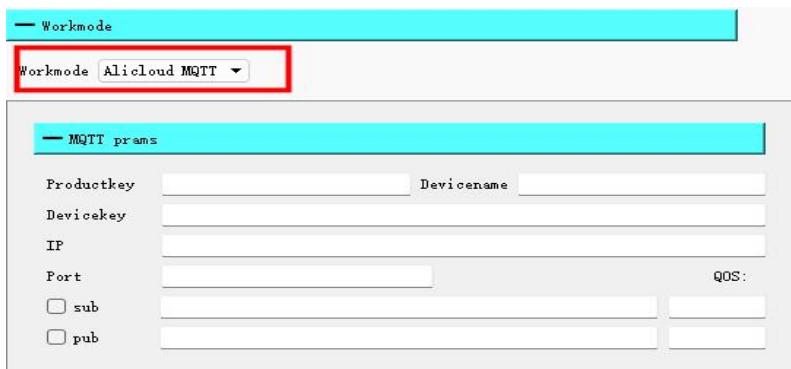 Workmode
Workmode Alicloud MQTT
MQTT prams
Productkey Devicename
Devicekey
IP
Port QOS:
sub
pub